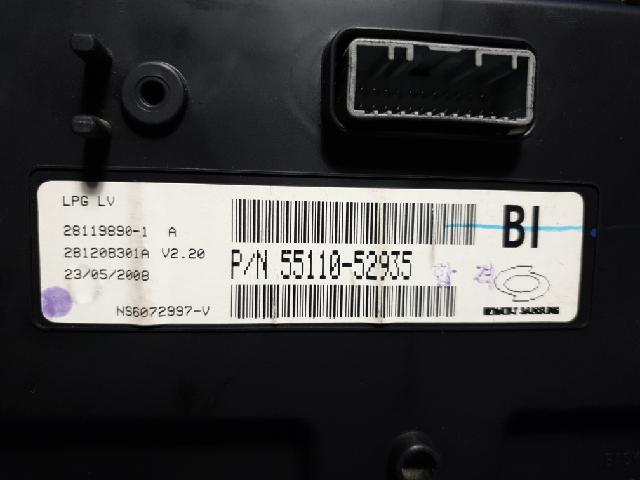 LPG LV
28119890-1 A
28120B301A V2.20
23/05/2008
NS6072997-V
P/N 55110-52935
BI
RENAULT SAMSUNG